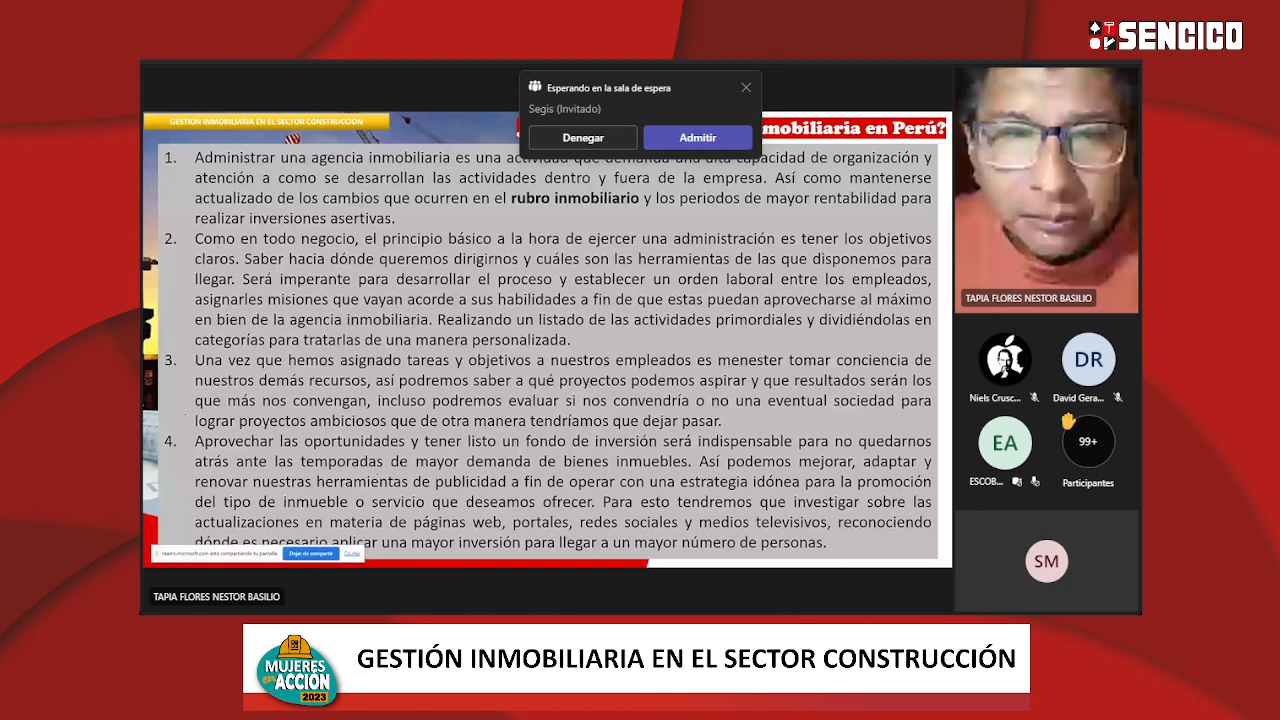 SENCICO
Esperando en la sala de espera
Segis (Invitado)
Denegar
Admitir
GESTION INMOBILIARIA EN EL SECTOR CONSTRUCCIÓN
mobiliaria en Perú?
1. Administrar una agencia inmobiliaria es una actividad que demanda una alta capacidad de organización y
atención a como se desarrollan las actividades dentro y fuera de la empresa. Así como mantenerse
actualizado de los cambios que ocurren en el rubro inmobiliario y los periodos de mayor rentabilidad para
realizar inversiones asertivas.
2. Como en todo negocio, el principio básico a la hora de ejercer una administración es tener los objetivos
claros. Saber hacia dónde queremos dirigirnos y cuáles son las herramientas de las que disponemos para
llegar. Será imperante para desarrollar el proceso y establecer un orden laboral entre los empleados,
asignarles misiones que vayan acorde a sus habilidades a fin de que estas puedan aprovecharse al máximo
en bien de la agencia inmobiliaria. Realizando un listado de las actividades primordiales y dividiéndolas en
categorías para tratarlas de una manera personalizada.
3. Una vez que hemos asignado tareas y objetivos a nuestros empleados es menester tomar conciencia de
nuestros demás recursos, así podremos saber a qué proyectos podemos aspirar y que resultados serán los
que más nos convengan, incluso podremos evaluar si nos convendría o no una eventual sociedad para
lograr proyectos ambiciosos que de otra manera tendríamos que dejar pasar.
4. Aprovechar las oportunidades y tener listo un fondo de inversión será indispensable para no quedarnos
atrás ante las temporadas de mayor demanda de bienes inmuebles. Así podemos mejorar, adaptar y
renovar nuestras herramientas de publicidad a fin de operar con una estrategia idónea para la promoción
del tipo de inmueble o servicio que deseamos ofrecer. Para esto tendremos que investigar sobre las
actualizaciones en materia de páginas web, portales, redes sociales y medios televisivos, reconociendo
dónde es necesario aplicar una mayor inversión para llegar a un mayor número de personas.
teams.microsoft.com está compartiendo tu pantalla.
Dejar de compartir
Ocultar
TAPIA FLORES NESTOR BASILIO
TAPIA FLORES NESTOR BASILIO
DR
Niels Crusc...
David Gera...
EA
99+
ESCOB...
Participantes
SM
MUJERES
en ACCIÓN
2023
GESTIÓN INMOBILIARIA EN EL SECTOR CONSTRUCCIÓN